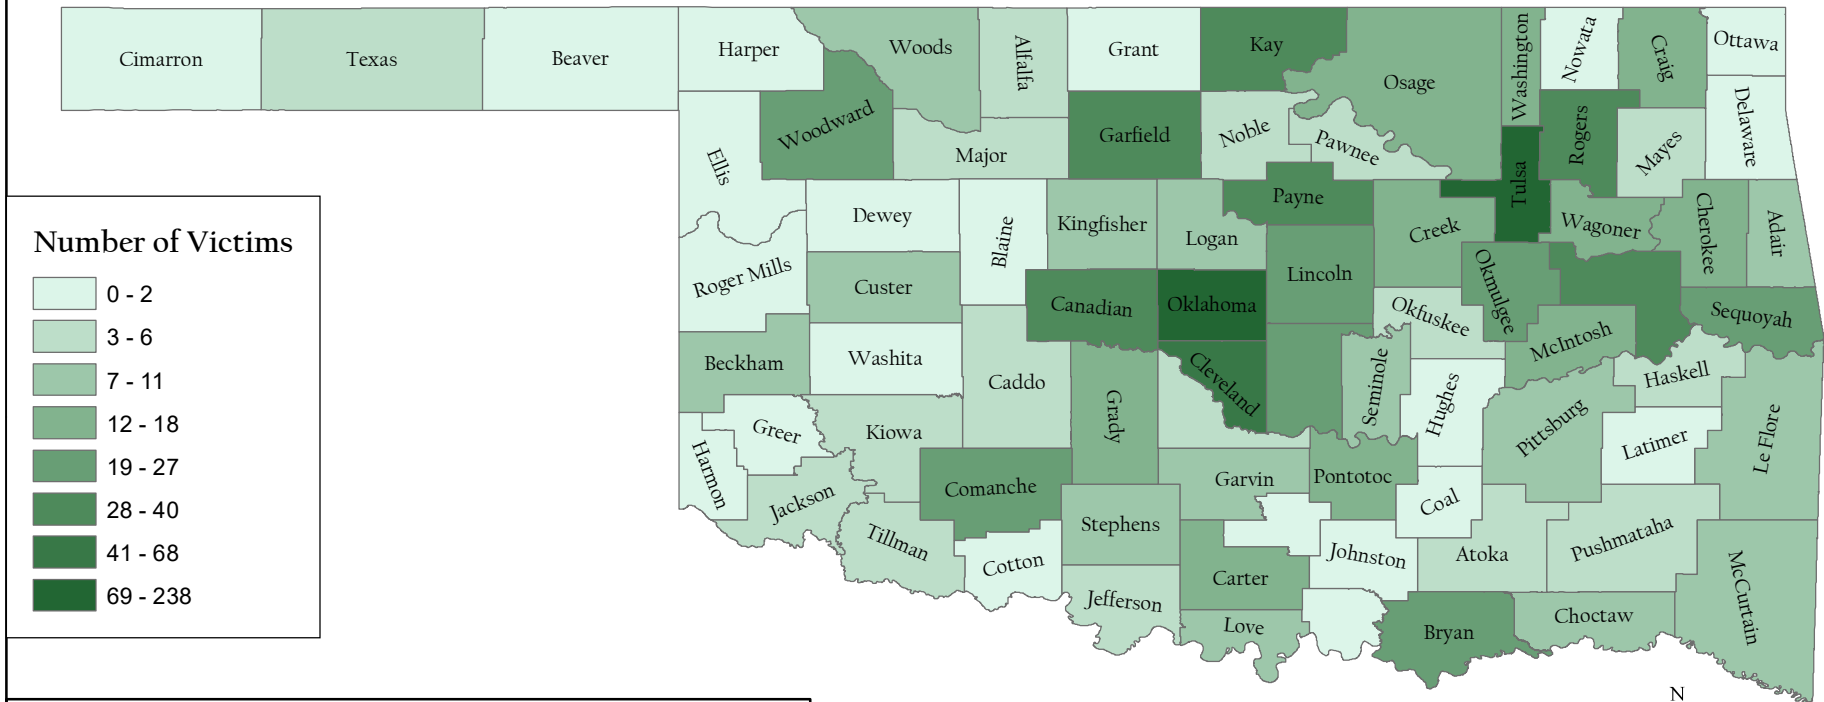 Cimarron
Texas
Beaver
Harper
Woods
Alfalfa
Grant
Kay
Osage
Washington
Nowata
Craig
Ottawa
Ellis
Woodward
Major
Garfield
Noble
Pawnee
Rogers
Mayes
Delaware
Tulsa
Payne
Dewey
Blaine
Kingfisher
Logan
Creek
Wagoner
Cherokee
Adair
Roger Mills
Custer
Canadian
Oklahoma
Lincoln
Okmulgee
Okfuskee
McIntosh
Sequoyah
Beckham
Washita
Caddo
Grady
Cleveland
Seminole
Hughes
Pittsburg
Haskell
Latimer
Le Flore
Greer
Kiowa
Harmon
Jackson
Comanche
Garvin
Pontotoc
Coal
Tillman
Cotton
Stephens
Carter
Johnston
Atoka
Pushmataha
McCurtain
Jefferson
Love
Bryan
Choctaw
N
Number of Victims
0 - 2
3 - 6
7 - 11
12 - 18
19 - 27
28 - 40
41 - 68
69 - 238